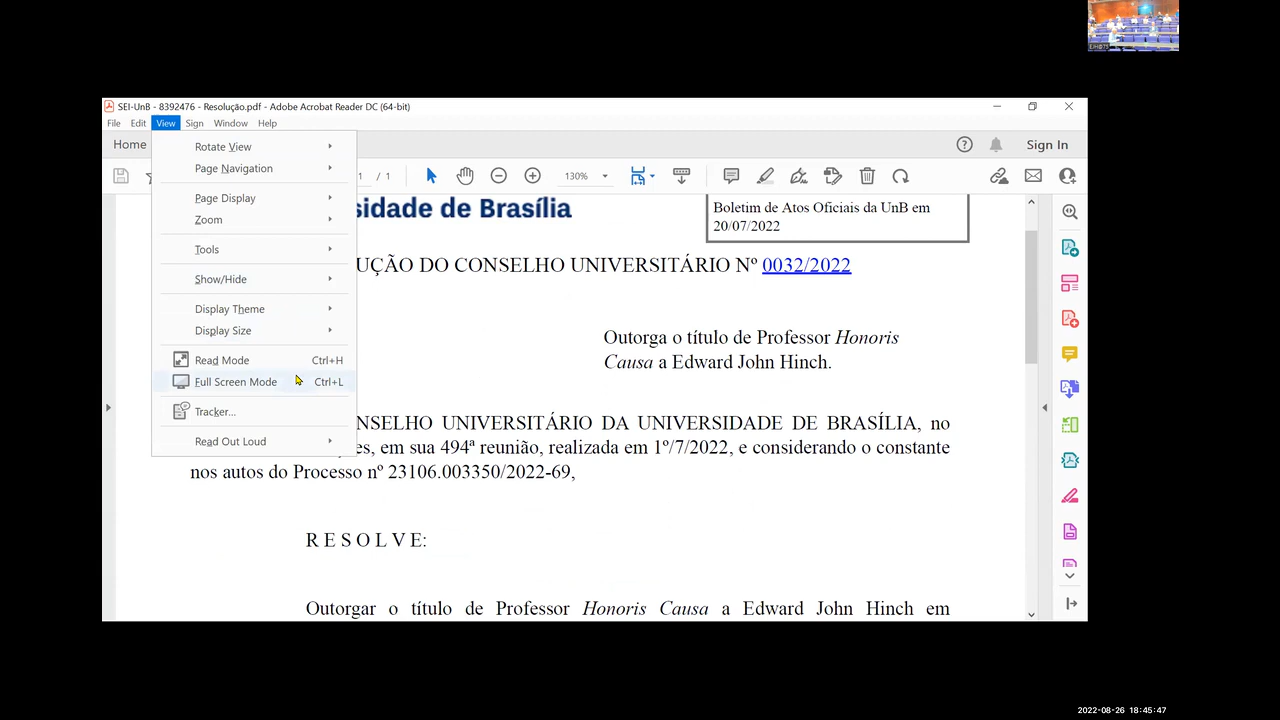 SEI-UnB - 8392476 - Resolução.pdf - Adobe Acrobat Reader DC (64-bit)
File Edit View Sign Window Help
Home
Sign In
Rotate View
Page Navigation
Page Display
Zoom
Tools
Show/Hide
Display Theme
Display Size
Read Mode Ctrl+H
Full Screen Mode Ctrl+L
Tracker...
Read Out Loud
1 / 1
130%
sidade de Brasília
Boletim de Atos Oficiais da UnB em
20/07/2022
UÇÃO DO CONSELHO UNIVERSITÁRIO Nº 0032/2022
Outorga o título de Professor Honoris
Causa a Edward John Hinch.
NSELHO UNIVERSITÁRIO DA UNIVERSIDADE DE BRASÍLIA, no
es, em sua 494ª reunião, realizada em 1º/7/2022, e considerando o constante
nos autos do Processo nº 23106.003350/2022-69,
R E S O L V E:
Outorgar o título de Professor Honoris Causa a Edward John Hinch em
2022-08-26 18:45:47